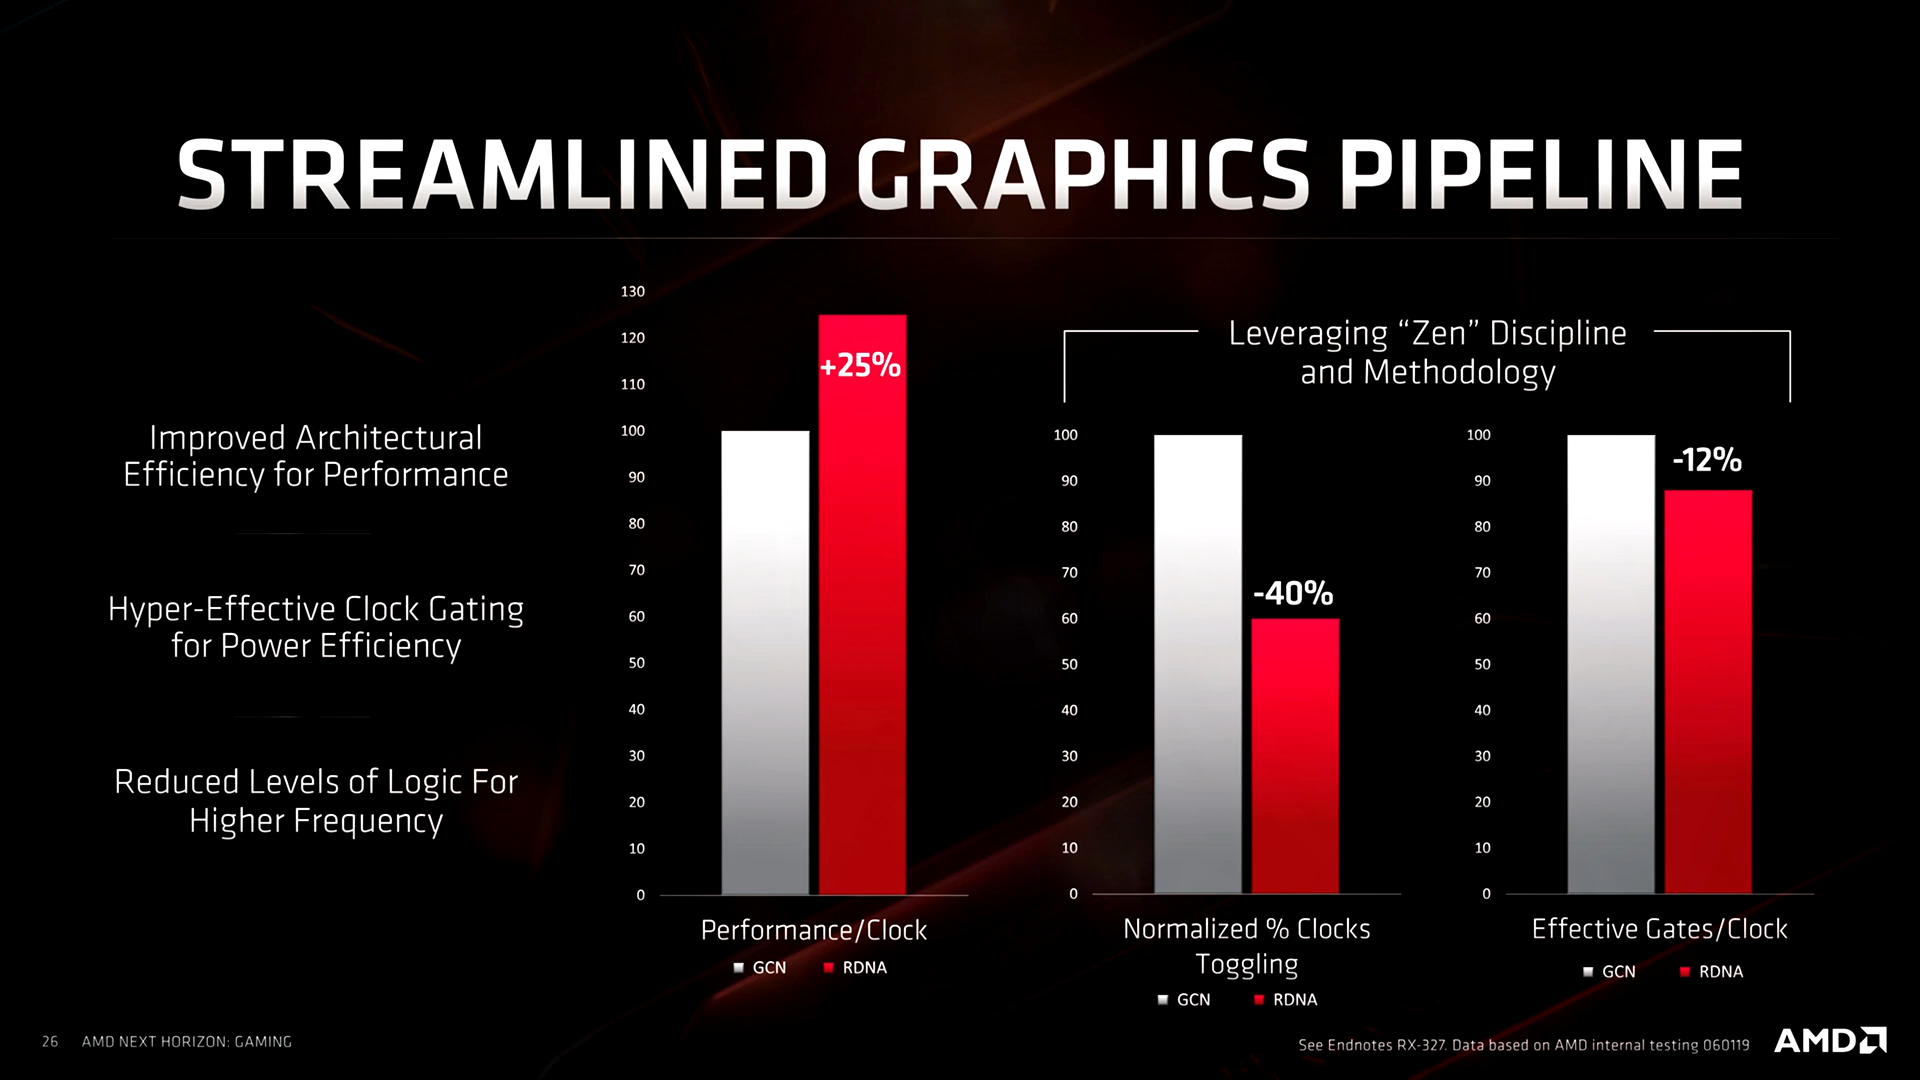 STREAMLINED GRAPHICS PIPELINE
Improved Architectural
Efficiency for Performance
Hyper-Effective Clock Gating
for Power Efficiency
Reduced Levels of Logic For
Higher Frequency
130
120
110
100
90
80
70
60
50
40
30
20
10
0
+25%
Performance/Clock
GCN RDNA
Leveraging “Zen” Discipline
and Methodology
100
90
80
70
60
50
40
30
20
10
0
-40%
Normalized % Clocks
Toggling
GCN RDNA
100
90
80
70
60
50
40
30
20
10
0
-12%
Effective Gates/Clock
GCN RDNA
26 AMD NEXT HORIZON: GAMING
See Endnotes RX-327. Data based on AMD internal testing 060119
AMD